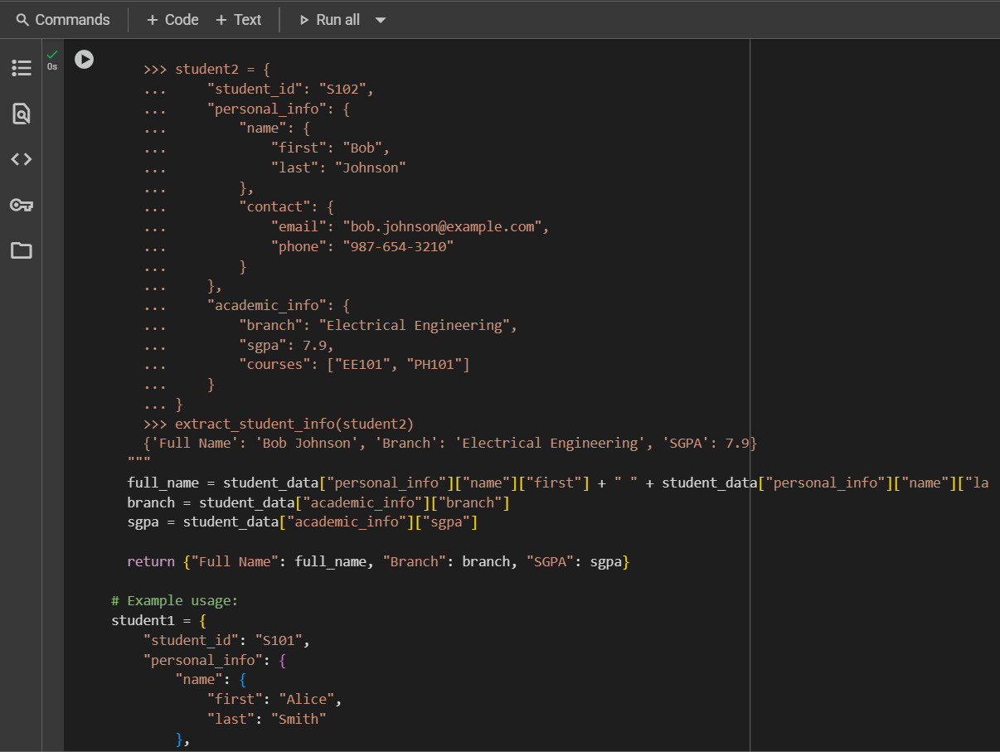 Commands + Code + Text Run all
0s
>>> student2 = {
...     "student_id": "S102",
...     "personal_info": {
...         "name": {
...             "first": "Bob",
...             "last": "Johnson"
...         },
...         "contact": {
...             "email": "bob.johnson@example.com",
...             "phone": "987-654-3210"
...         }
...     },
...     "academic_info": {
...         "branch": "Electrical Engineering",
...         "sgpa": 7.9,
...         "courses": ["EE101", "PH101"]
...     }
... }
>>> extract_student_info(student2)
{'Full Name': 'Bob Johnson', 'Branch': 'Electrical Engineering', 'SGPA': 7.9}
"""
full_name = student_data["personal_info"]["name"]["first"] + " " + student_data["personal_info"]["name"]["la
branch = student_data["academic_info"]["branch"]
sgpa = student_data["academic_info"]["sgpa"]
return {"Full Name": full_name, "Branch": branch, "SGPA": sgpa}
# Example usage:
student1 = {
    "student_id": "S101",
    "personal_info": {
        "name": {
            "first": "Alice",
            "last": "Smith"
        },